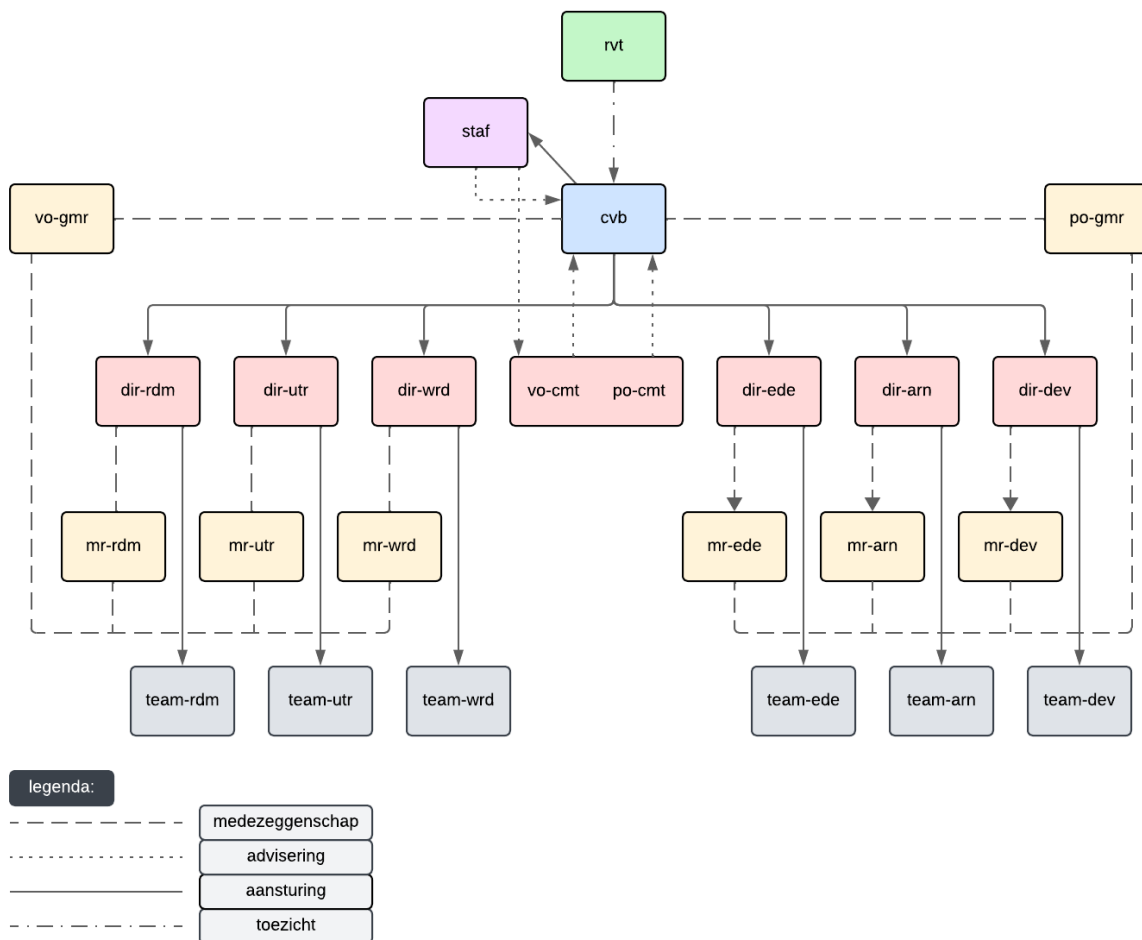 rvt
staf
vo-gmr
cvb
po-gmr
dir-rdm
dir-utr
dir-wrd
vo-cmt
po-cmt
dir-ede
dir-arn
dir-dev
mr-rdm
mr-utr
mr-wrd
mr-ede
mr-arn
mr-dev
team-rdm
team-utr
team-wrd
team-ede
team-arn
team-dev
legenda:
medezeggenschap
advisering
aansturing
toezicht